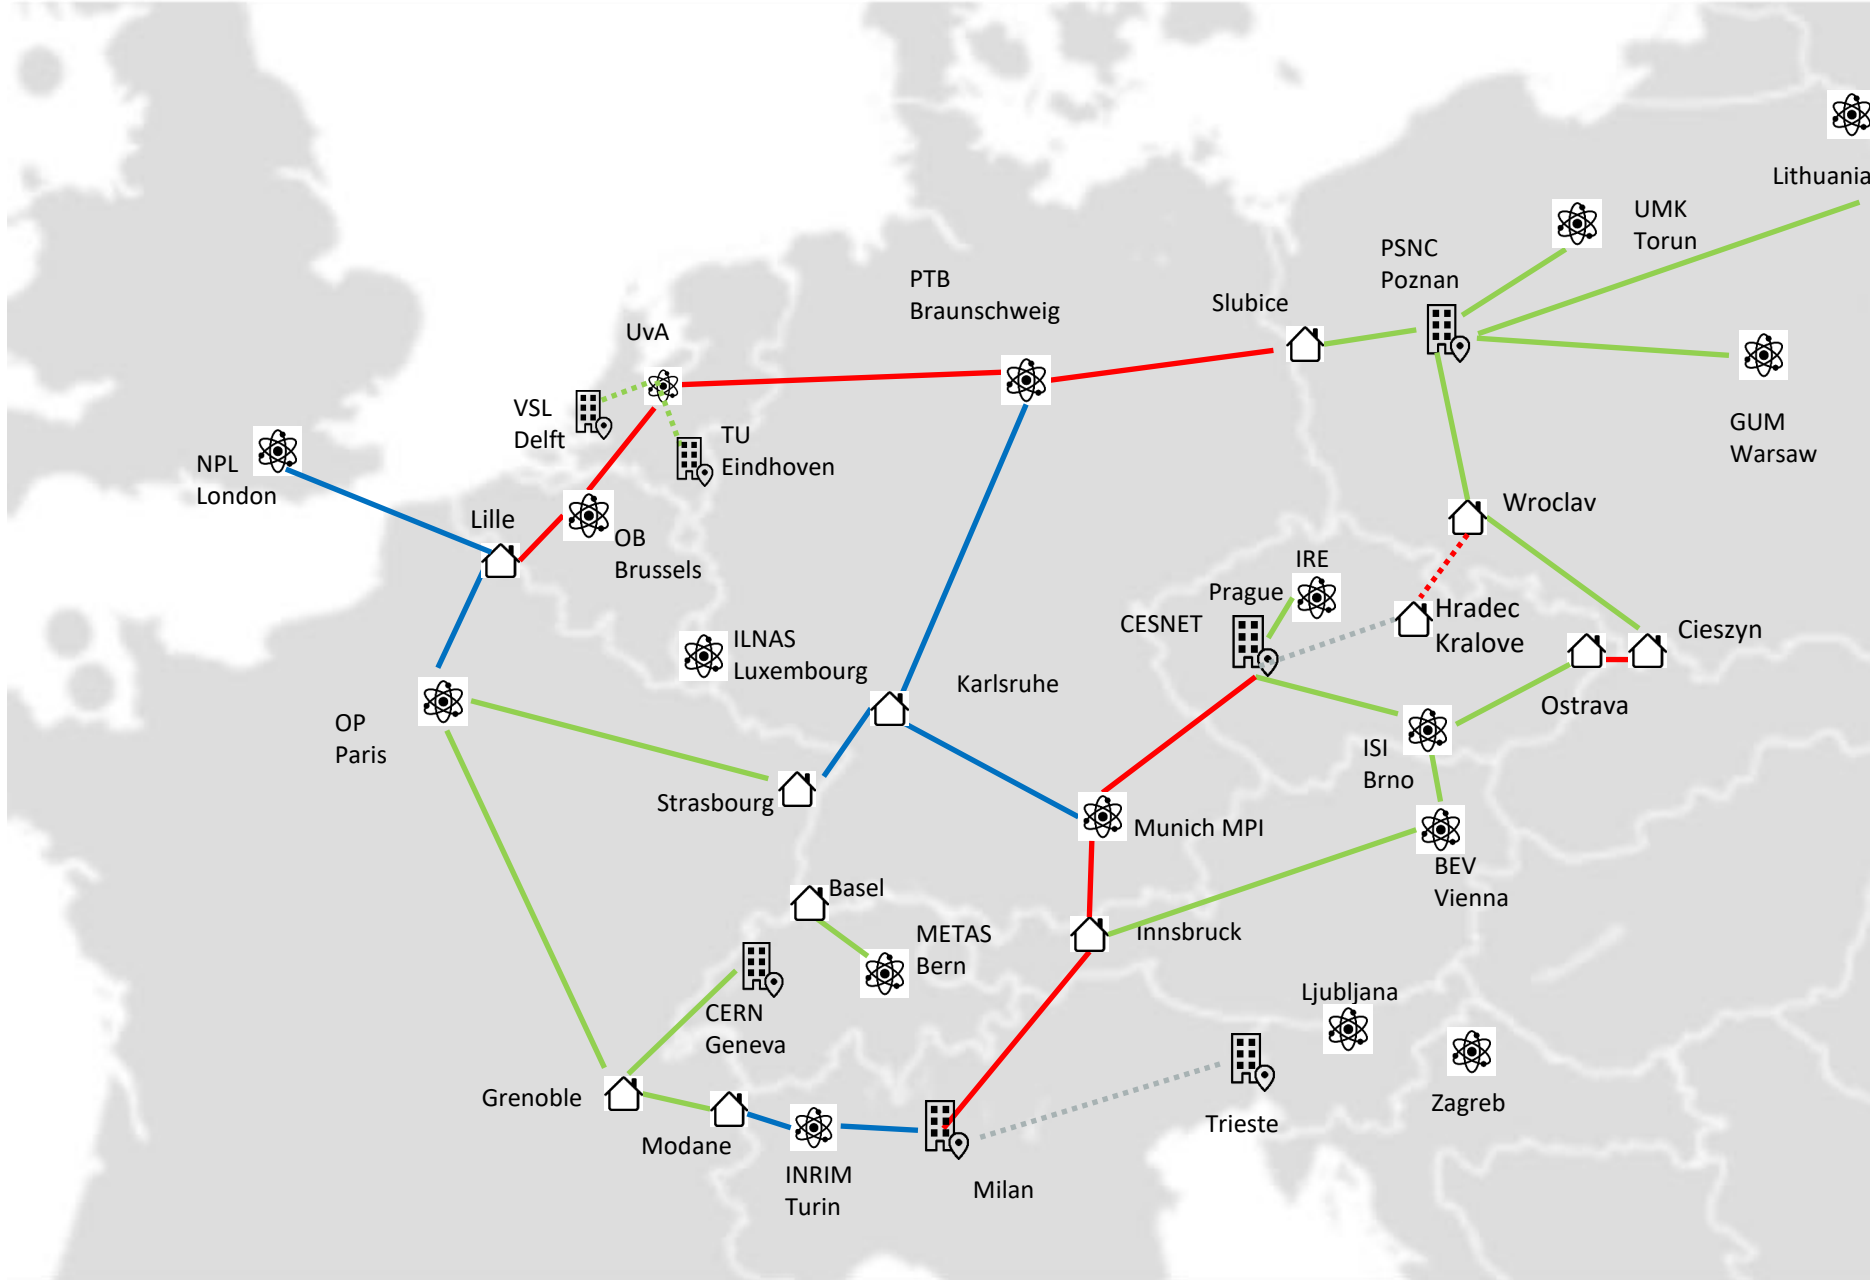 Lithuania
UMK
Torun
PSNC
Poznan
PTB
Braunschweig
Slubice
UvA
VSL
Delft
TU
Eindhoven
GUM
Warsaw
NPL
London
Lille
OB
Brussels
Wroclav
IRE
Prague
CESNET
Hradec
Kralove
Cieszyn
Ostrava
ILNAS
Luxembourg
Karlsruhe
OP
Paris
ISI
Brno
Strasbourg
Munich MPI
BEV
Vienna
Basel
METAS
Bern
Innsbruck
CERN
Geneva
Ljubljana
Grenoble
Modane
Zagreb
Trieste
INRIM
Turin
Milan